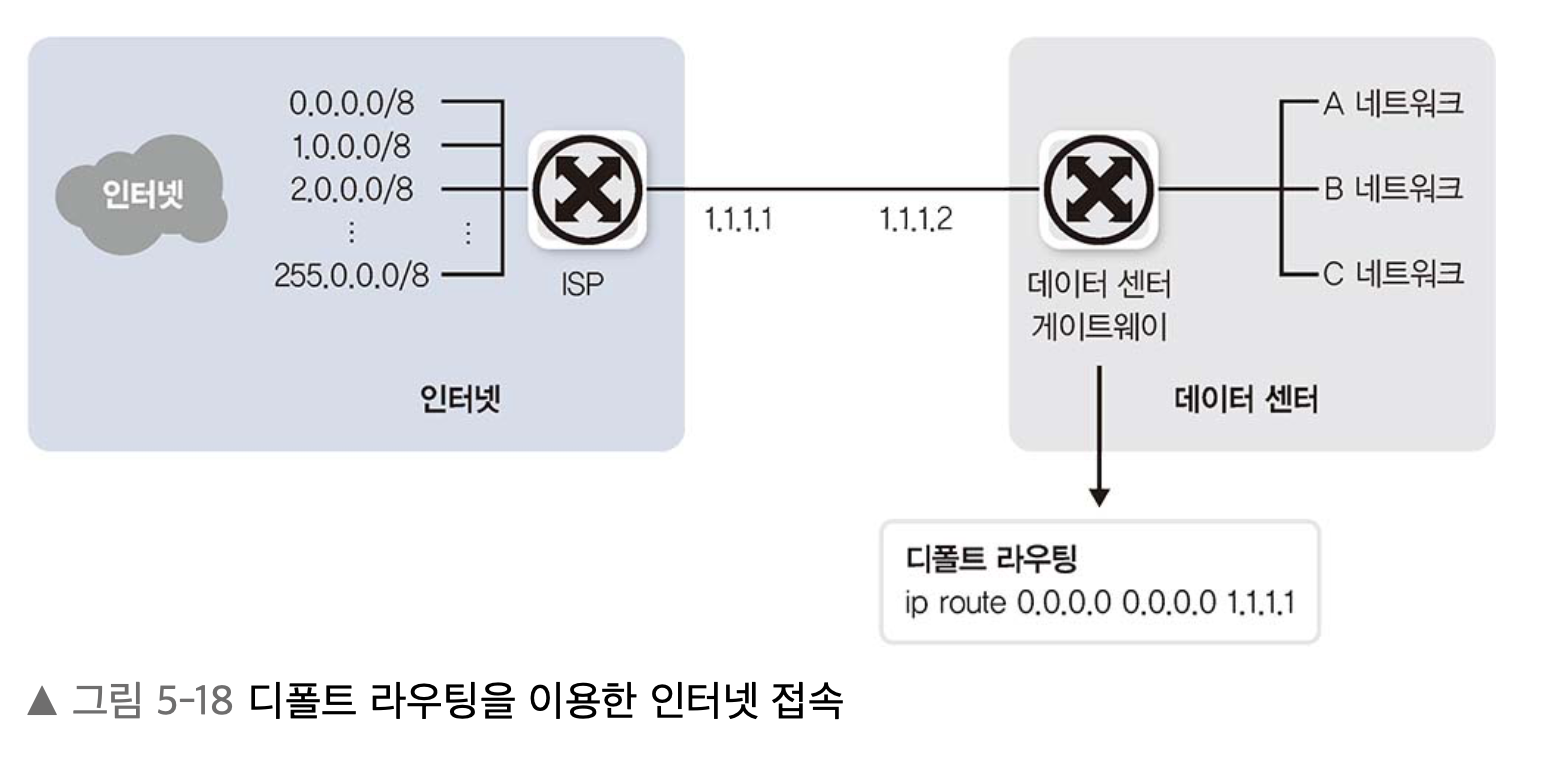 인터넷
0.0.0.0/8
1.0.0.0/8
2.0.0.0/8
⋮ ⋮
255.0.0.0/8
ISP
인터넷
1.1.1.1
1.1.1.2
데이터 센터
게이트웨이
A 네트워크
B 네트워크
C 네트워크
데이터 센터
디폴트 라우팅
ip route 0.0.0.0 0.0.0.0 1.1.1.1
▲ 그림 5-18 디폴트 라우팅을 이용한 인터넷 접속